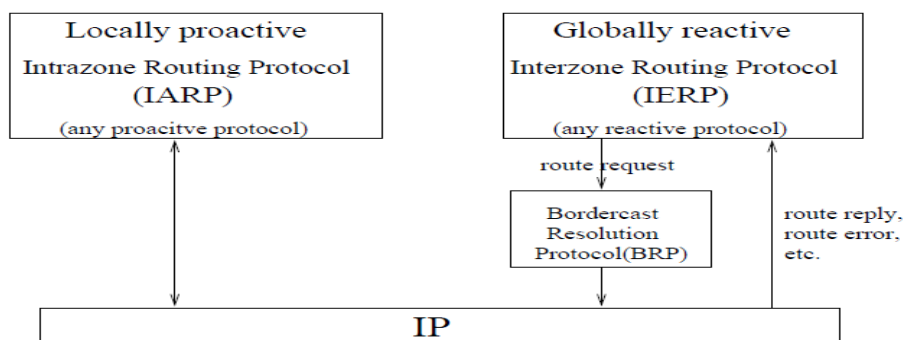 Locally proactive
Intrazone Routing Protocol
(IARP)
(any proacitve protocol)
Globally reactive
Interzone Routing Protocol
(IERP)
(any reactive protocol)
route request
Bordercast
Resolution
Protocol(BRP)
route reply,
route error,
etc.
IP